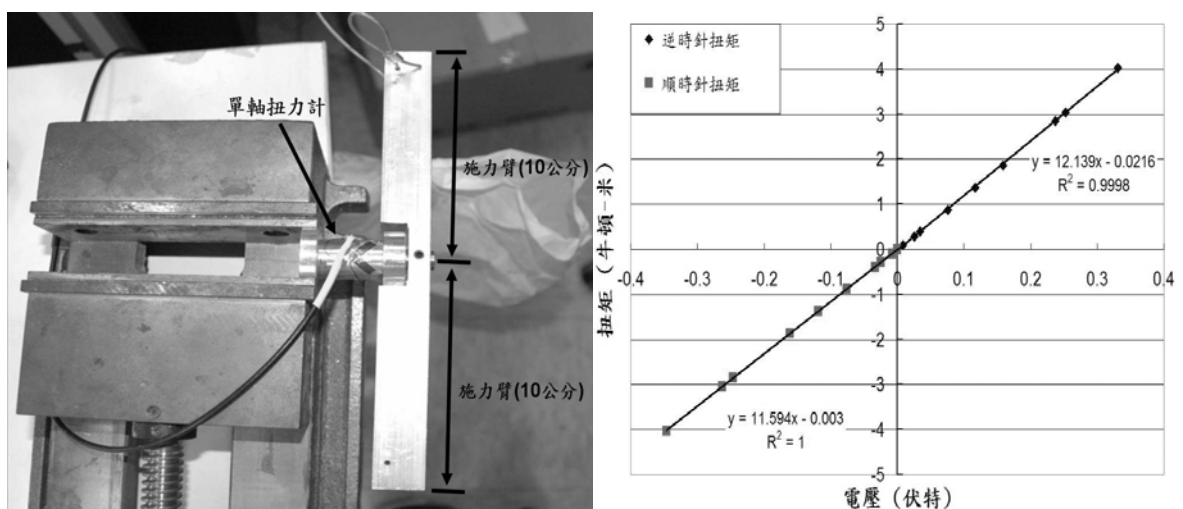 單軸扭力計
施力臂(10公分)
施力臂(10公分)
逆時針扭矩
順時針扭矩
5
4
3
2
1
0
-1
-2
-3
-4
-5
-0.4 -0.3 -0.2 -0.1 0 0.1 0.2 0.3 0.4
y = 12.139x - 0.0216
R² = 0.9998
y = 11.594x - 0.003
R² = 1
扭矩（牛頓-米）
電壓（伏特）